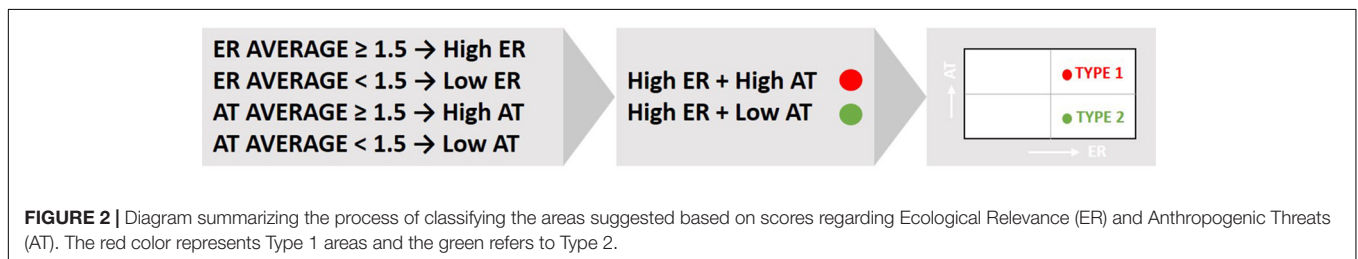 ER AVERAGE ≥ 1.5 → High ER
ER AVERAGE < 1.5 → Low ER
AT AVERAGE ≥ 1.5 → High AT
AT AVERAGE < 1.5 → Low AT
High ER + High AT
High ER + Low AT
AT
TYPE 1
TYPE 2
ER
FIGURE 2 | Diagram summarizing the process of classifying the areas suggested based on scores regarding Ecological Relevance (ER) and Anthropogenic Threats
(AT). The red color represents Type 1 areas and the green refers to Type 2.